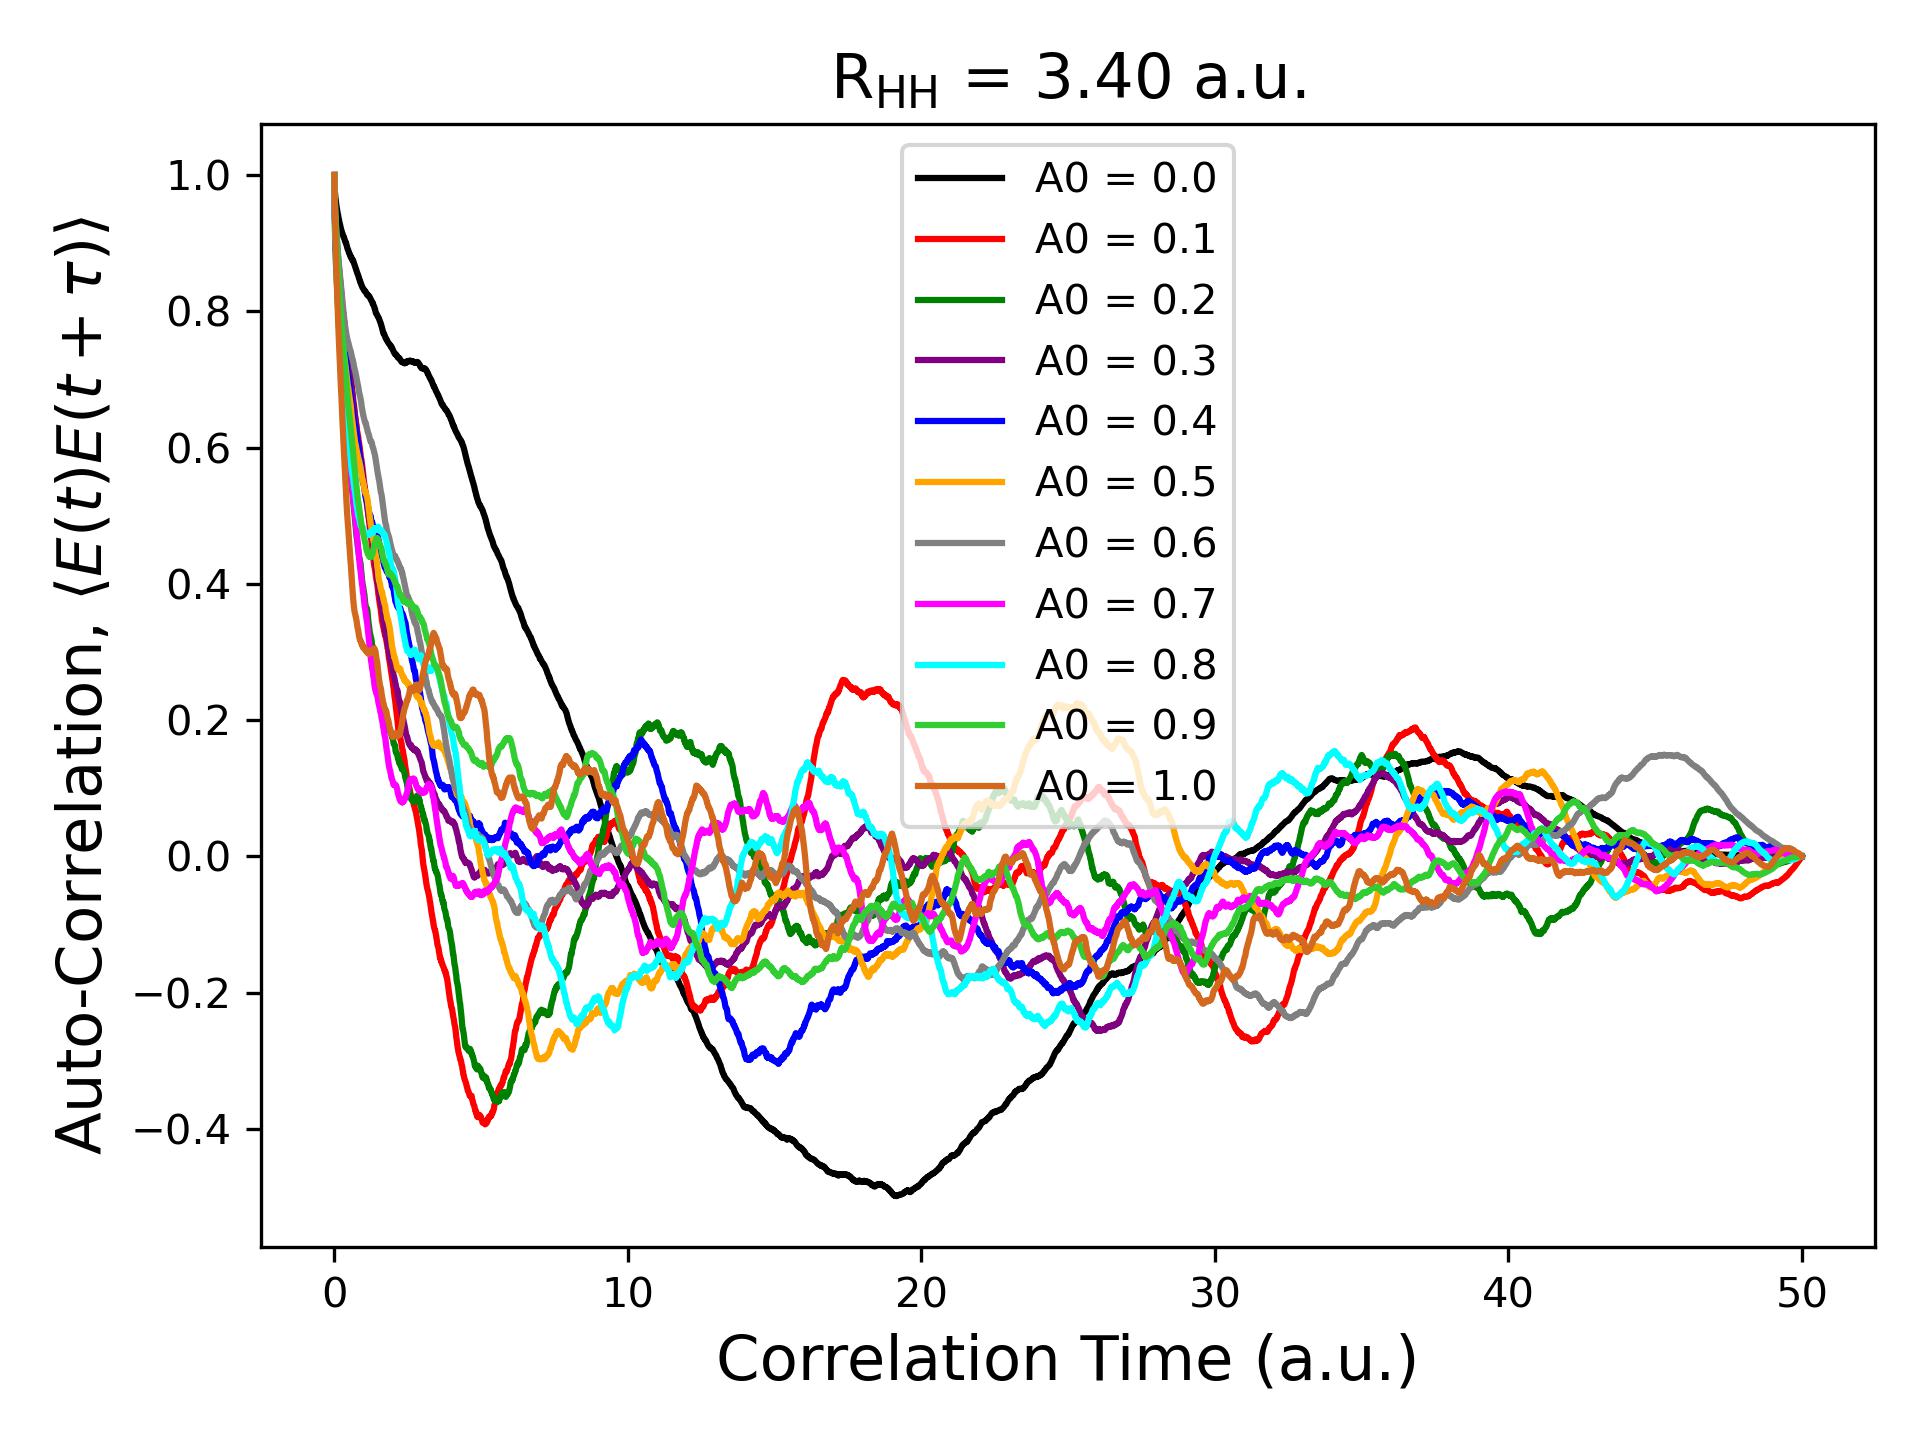 R_HH = 3.40 a.u.
Auto-Correlation, ⟨E(t)E(t + τ)⟩
1.0
0.8
0.6
0.4
0.2
0.0
−0.2
−0.4
A0 = 0.0
A0 = 0.1
A0 = 0.2
A0 = 0.3
A0 = 0.4
A0 = 0.5
A0 = 0.6
A0 = 0.7
A0 = 0.8
A0 = 0.9
A0 = 1.0
0 10 20 30 40 50
Correlation Time (a.u.)